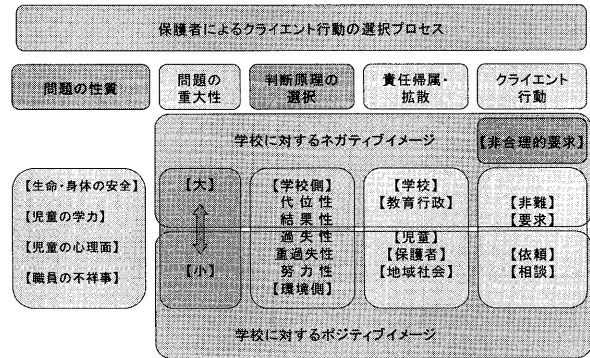 保護者によるクライエント行動の選択プロセス
問題の性質
問題の
重大性
判断原理の
選択
責任帰属・
拡散
クライエント
行動
学校に対するネガティブイメージ
【非合理的要求】
【生命・身体の安全】
【児童の学力】
【児童の心理面】
【職員の不祥事】
【大】
【小】
【学校側】
代位性
結果性
過失性
重過失性
努力性
【環境側】
【学校】
【教育行政】
【児童】
【保護者】
【地域社会】
【非難】
【要求】
【依頼】
【相談】
学校に対するポジティブイメージ